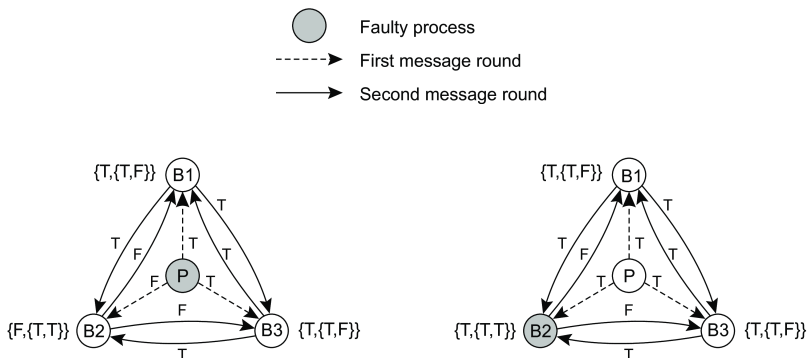 Faulty process
First message round
Second message round
{T,{T,F}} B1
T F T T T
F P T
F
{F,{T,T}} B2 B3 {T,{T,F}}
T
{T,{T,F}} B1
T F T T T
T P T
F
{T,{T,T}} B2 B3 {T,{T,F}}
T